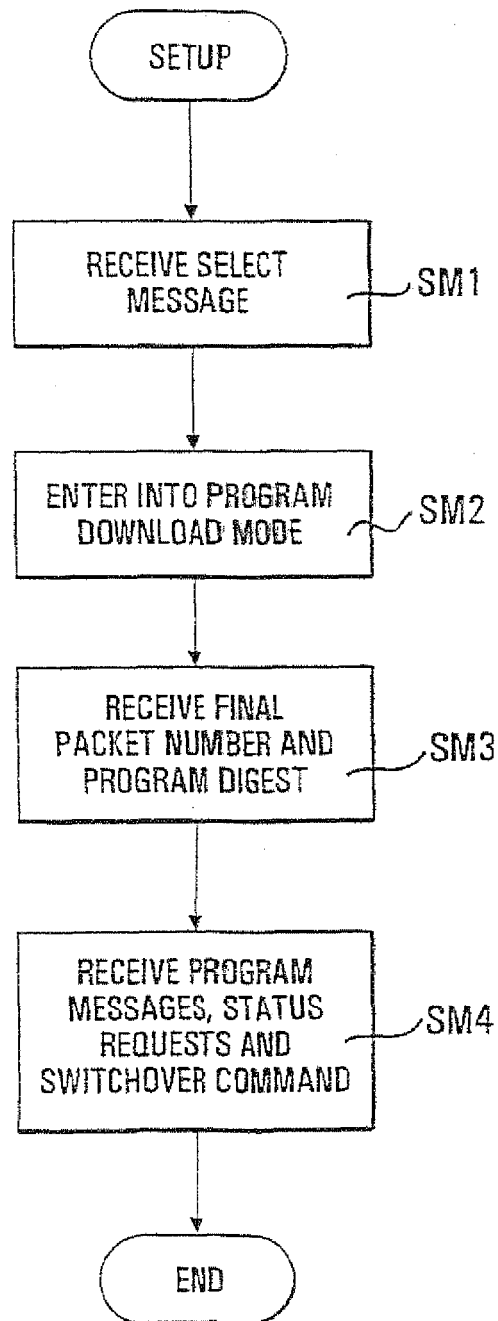 SETUP
RECEIVE SELECT
MESSAGE
SM1
ENTER INTO PROGRAM
DOWNLOAD MODE
SM2
RECEIVE FINAL
PACKET NUMBER AND
PROGRAM DIGEST
SM3
RECEIVE PROGRAM
MESSAGES, STATUS
REQUESTS AND
SWITCHOVER COMMAND
SM4
END